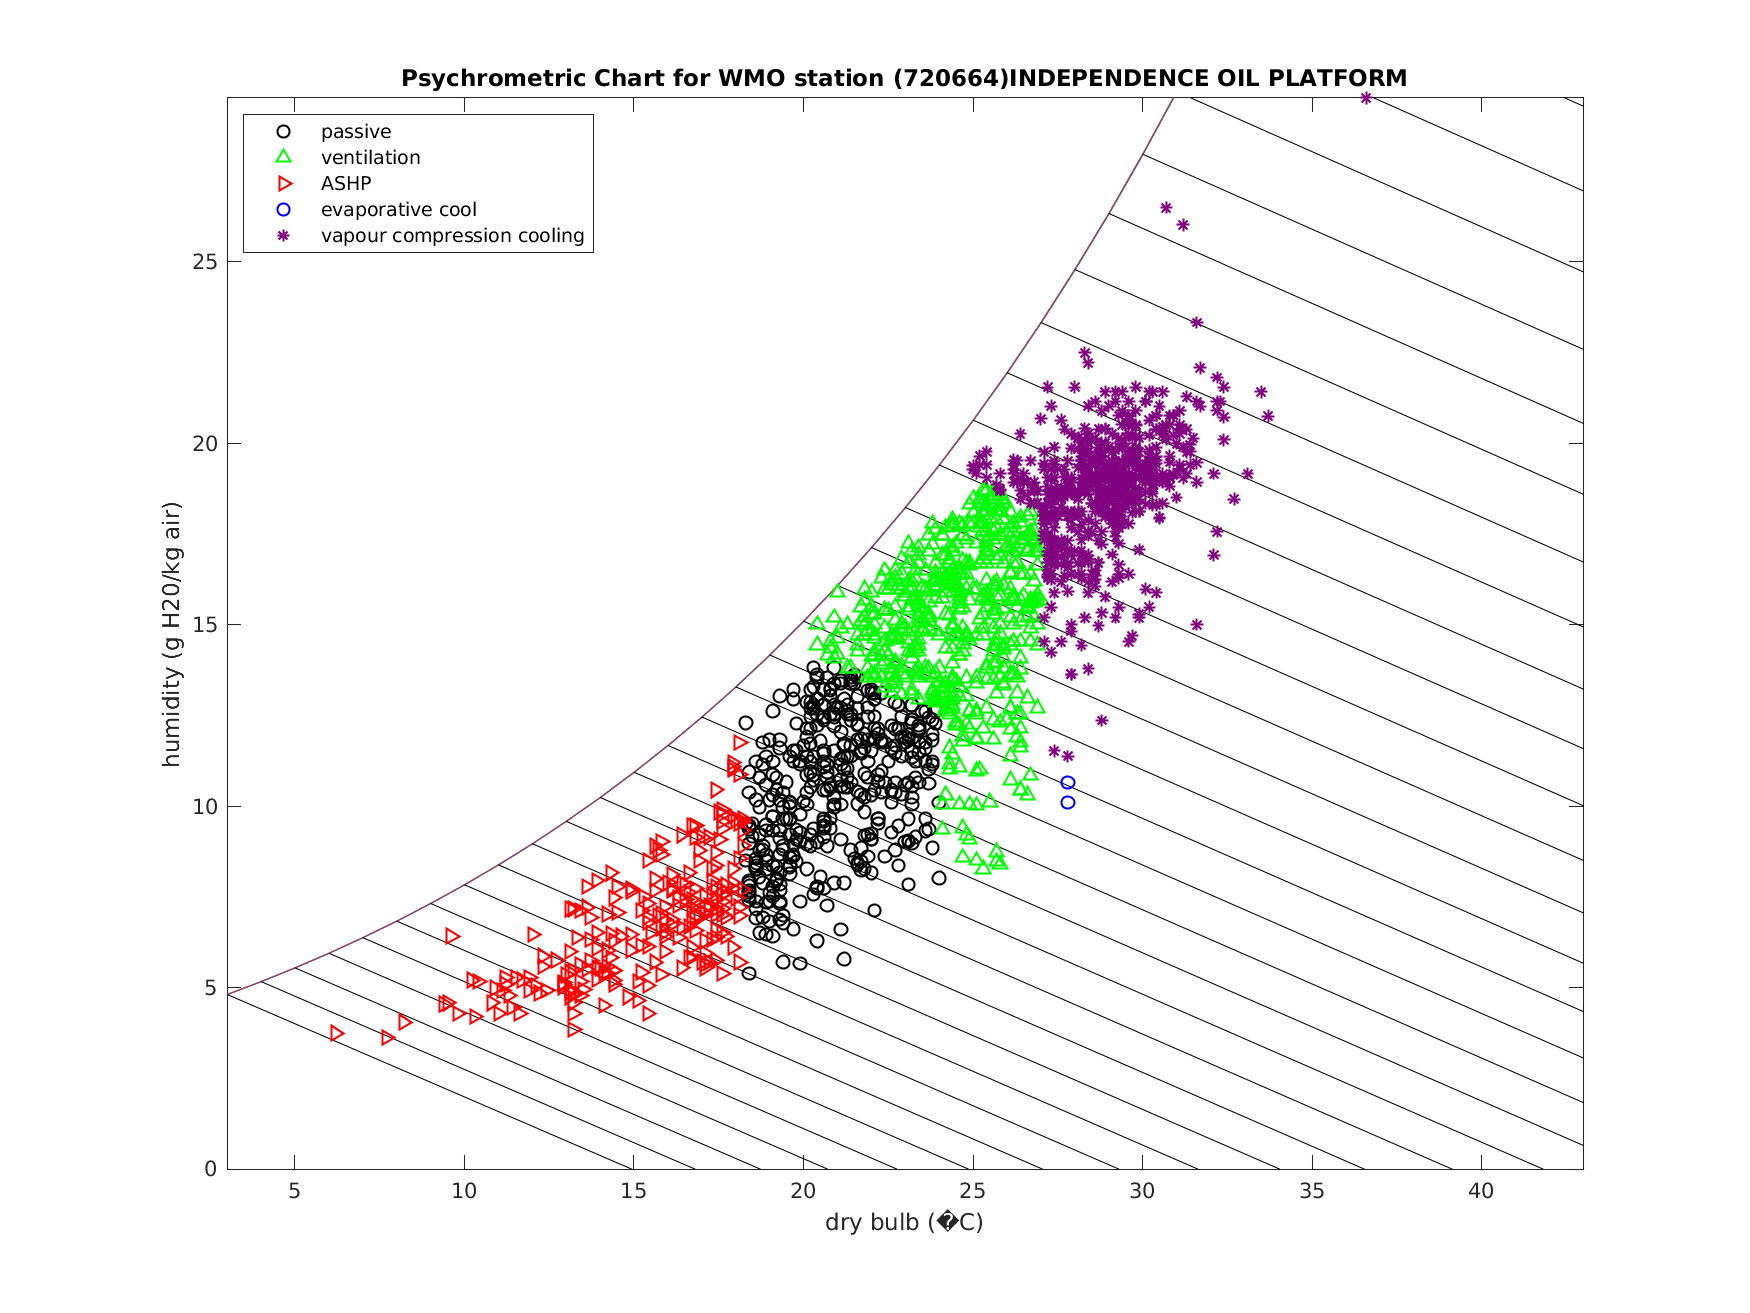 Psychrometric Chart for WMO station (720664)INDEPENDENCE OIL PLATFORM
passive
ventilation
ASHP
evaporative cool
vapour compression cooling
humidity (g H20/kg air)
25
20
15
10
5
0
5 10 15 20 25 30 35 40
dry bulb (�C)